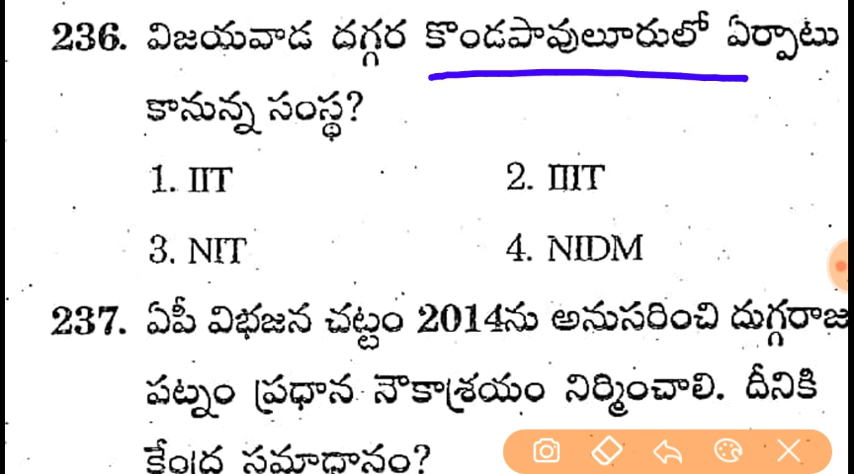 236. విజయవాడ దగ్గర కొండపావులూరులో ఏర్పాటు
కానున్న సంస్థ?
1. IIT 2. IIIT
3. NIT 4. NIDM
237. ఏపీ విభజన చట్టం 2014ను అనుసరించి దుగ్గరాజ
పట్నం ప్రధాన నౌకాశ్రయం నిర్మించాలి. దీనికి
కేంద్ర సమాధానం?